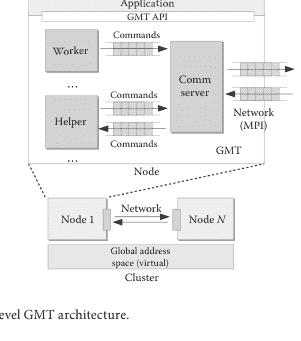 Application
GMT API
Commands
Worker
Comm
server
...
Commands
Helper
Network
(MPI)
Commands
GMT
...
Node
Network
Node 1
Node N
Global address
space (virtual)
Cluster
evel GMT architecture.